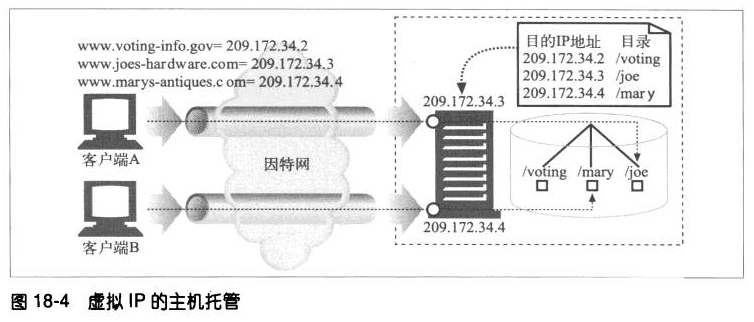 www.voting-info.gov= 209.172.34.2
www.joes-hardware.com= 209.172.34.3
www.marys-antiques.com= 209.172.34.4
目的IP地址 目录
209.172.34.2 /voting
209.172.34.3 /joe
209.172.34.4 /mary
209.172.34.3
客户端A
因特网
/voting /mary /joe
客户端B
209.172.34.4
图 18-4 虚拟 IP 的主机托管